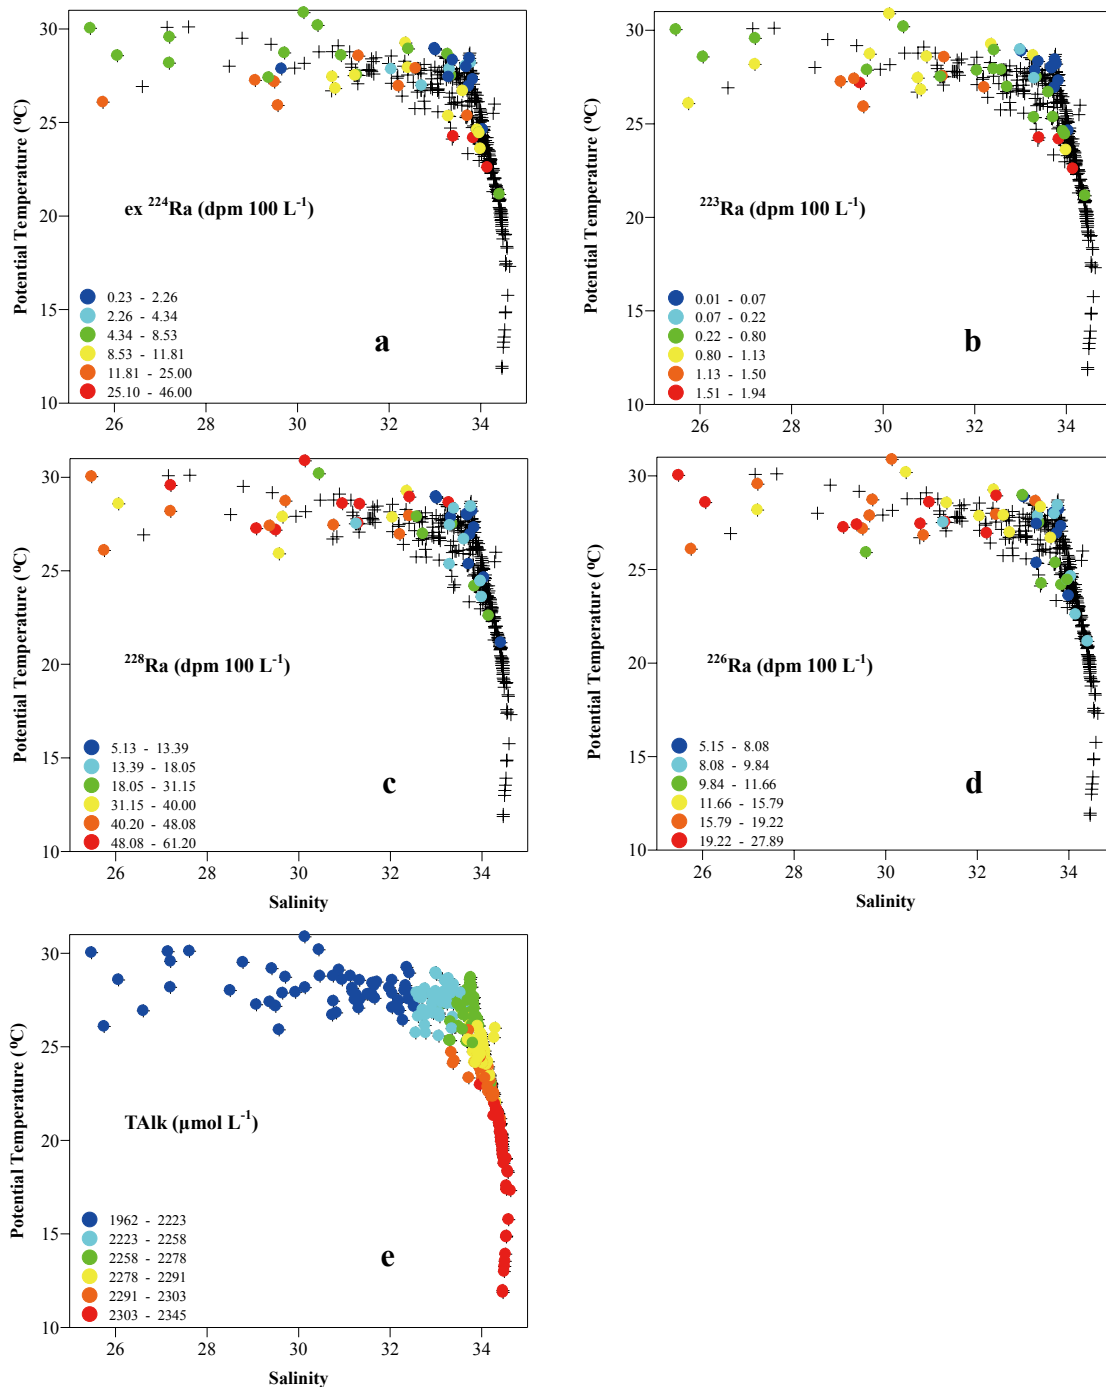 30
25
20
15
10
Potential Temperature (ºC)
ex ²²⁴Ra (dpm 100 L⁻¹)
0.23 - 2.26
2.26 - 4.34
4.34 - 8.53
8.53 - 11.81
11.81 - 25.00
25.10 - 46.00
a
26 28 30 32 34
30
25
20
15
10
Potential Temperature (ºC)
²²³Ra (dpm 100 L⁻¹)
0.01 - 0.07
0.07 - 0.22
0.22 - 0.80
0.80 - 1.13
1.13 - 1.50
1.51 - 1.94
b
26 28 30 32 34
30
25
20
15
10
Potential Temperature (ºC)
²²⁸Ra (dpm 100 L⁻¹)
5.13 - 13.39
13.39 - 18.05
18.05 - 31.15
31.15 - 40.00
40.20 - 48.08
48.08 - 61.20
c
26 28 30 32 34
Salinity
30
25
20
15
10
Potential Temperature (ºC)
²²⁶Ra (dpm 100 L⁻¹)
5.15 - 8.08
8.08 - 9.84
9.84 - 11.66
11.66 - 15.79
15.79 - 19.22
19.22 - 27.89
d
26 28 30 32 34
Salinity
30
25
20
15
10
Potential Temperature (ºC)
TAlk (µmol L⁻¹)
1962 - 2223
2223 - 2258
2258 - 2278
2278 - 2291
2291 - 2303
2303 - 2345
e
26 28 30 32 34
Salinity